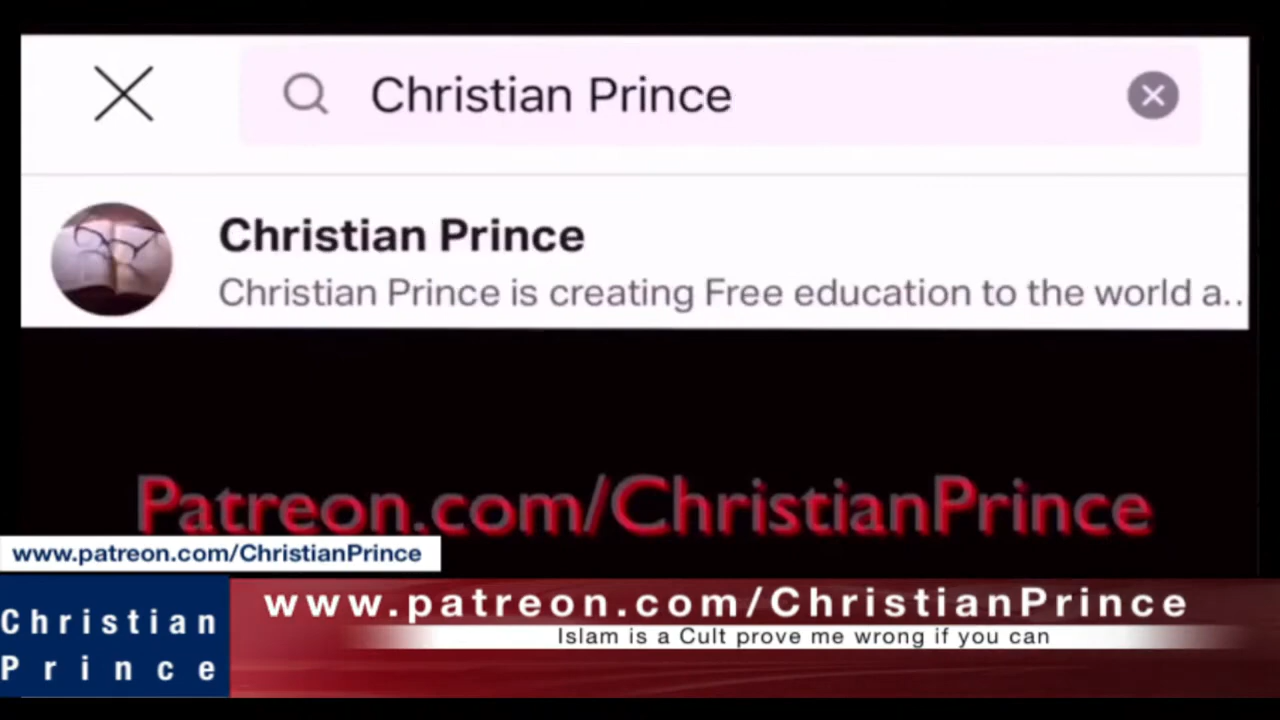 Christian Prince
Christian Prince
Christian Prince is creating Free education to the world a..
Patreon.com/ChristianPrince
www.patreon.com/ChristianPrince
Christian
Prince
www.patreon.com/ChristianPrince
Islam is a Cult prove me wrong if you can